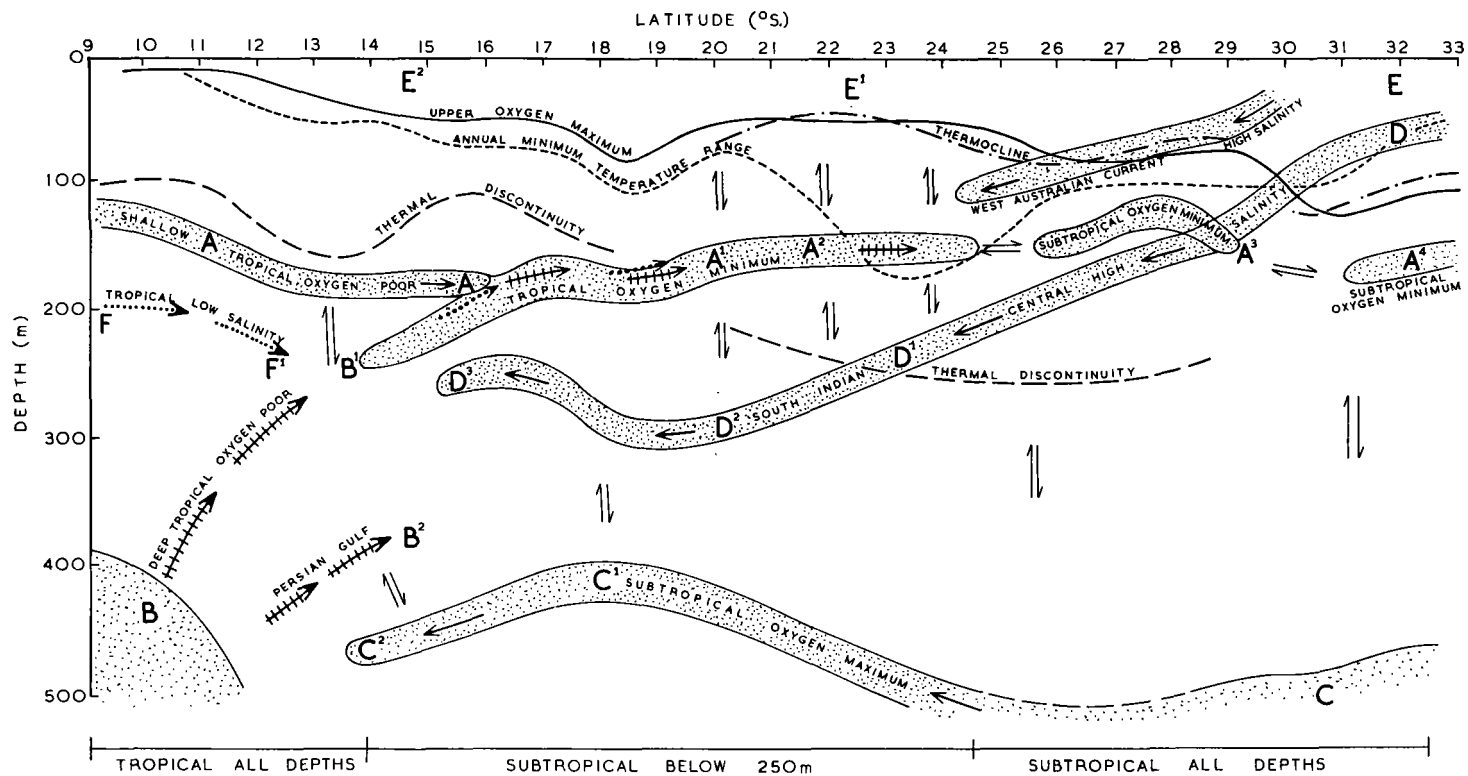 LATITUDE (°S.)
9 10 11 12 13 14 15 16 17 18 19 20 21 22 23 24 25 26 27 28 29 30 31 32 33
DEPTH (m)
0
100
200
300
400
500
E²
E¹
E
UPPER OXYGEN MAXIMUM
ANNUAL MINIMUM TEMPERATURE RANGE
THERMOCLINE
HIGH SALINITY
WEST AUSTRALIAN CURRENT
D
THERMAL DISCONTINUITY
SHALLOW TROPICAL OXYGEN POOR
A
A
A¹
A²
TROPICAL OXYGEN MINIMUM
SUBTROPICAL OXYGEN MINIMUM
A³
A⁴
SUBTROPICAL
OXYGEN MINIMUM
TROPICAL LOW SALINITY
F
F¹
B¹
D³
D²
D¹
SOUTH INDIAN CENTRAL HIGH SALINITY
THERMAL DISCONTINUITY
DEEP TROPICAL OXYGEN POOR
B
PERSIAN GULF
B²
C¹
C²
SUBTROPICAL OXYGEN MAXIMUM
C
TROPICAL ALL DEPTHS
SUBTROPICAL BELOW 250m
SUBTROPICAL ALL DEPTHS